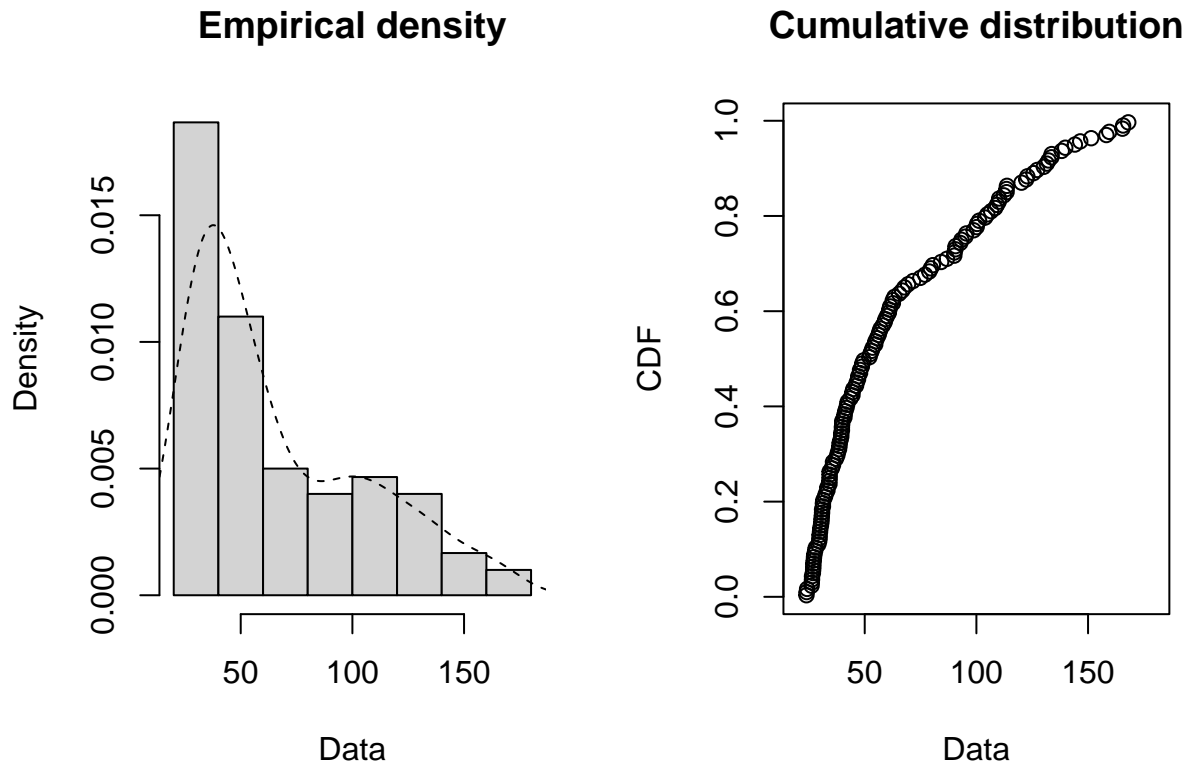 Empirical density
Density
0.000 0.005 0.010 0.015
50 100 150
Data
Cumulative distribution
CDF
0.0 0.2 0.4 0.6 0.8 1.0
50 100 150
Data